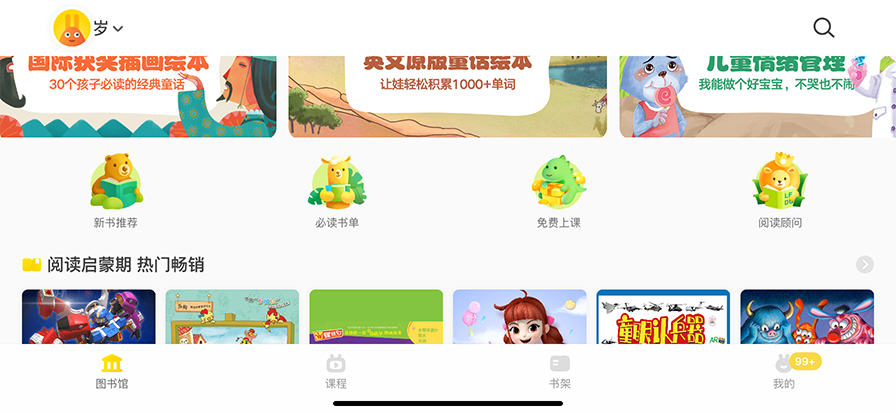 岁
国际获奖插画绘本
30个孩子必读的经典童话
英文原版童话绘本
让娃轻松积累1000+单词
儿童情绪管理
我能做个好宝宝，不哭也不闹
新书推荐
必读书单
免费上课
LF
DU
阅读顾问
阅读启蒙期 热门畅销
AR
图书馆
课程
书架
99+
我的